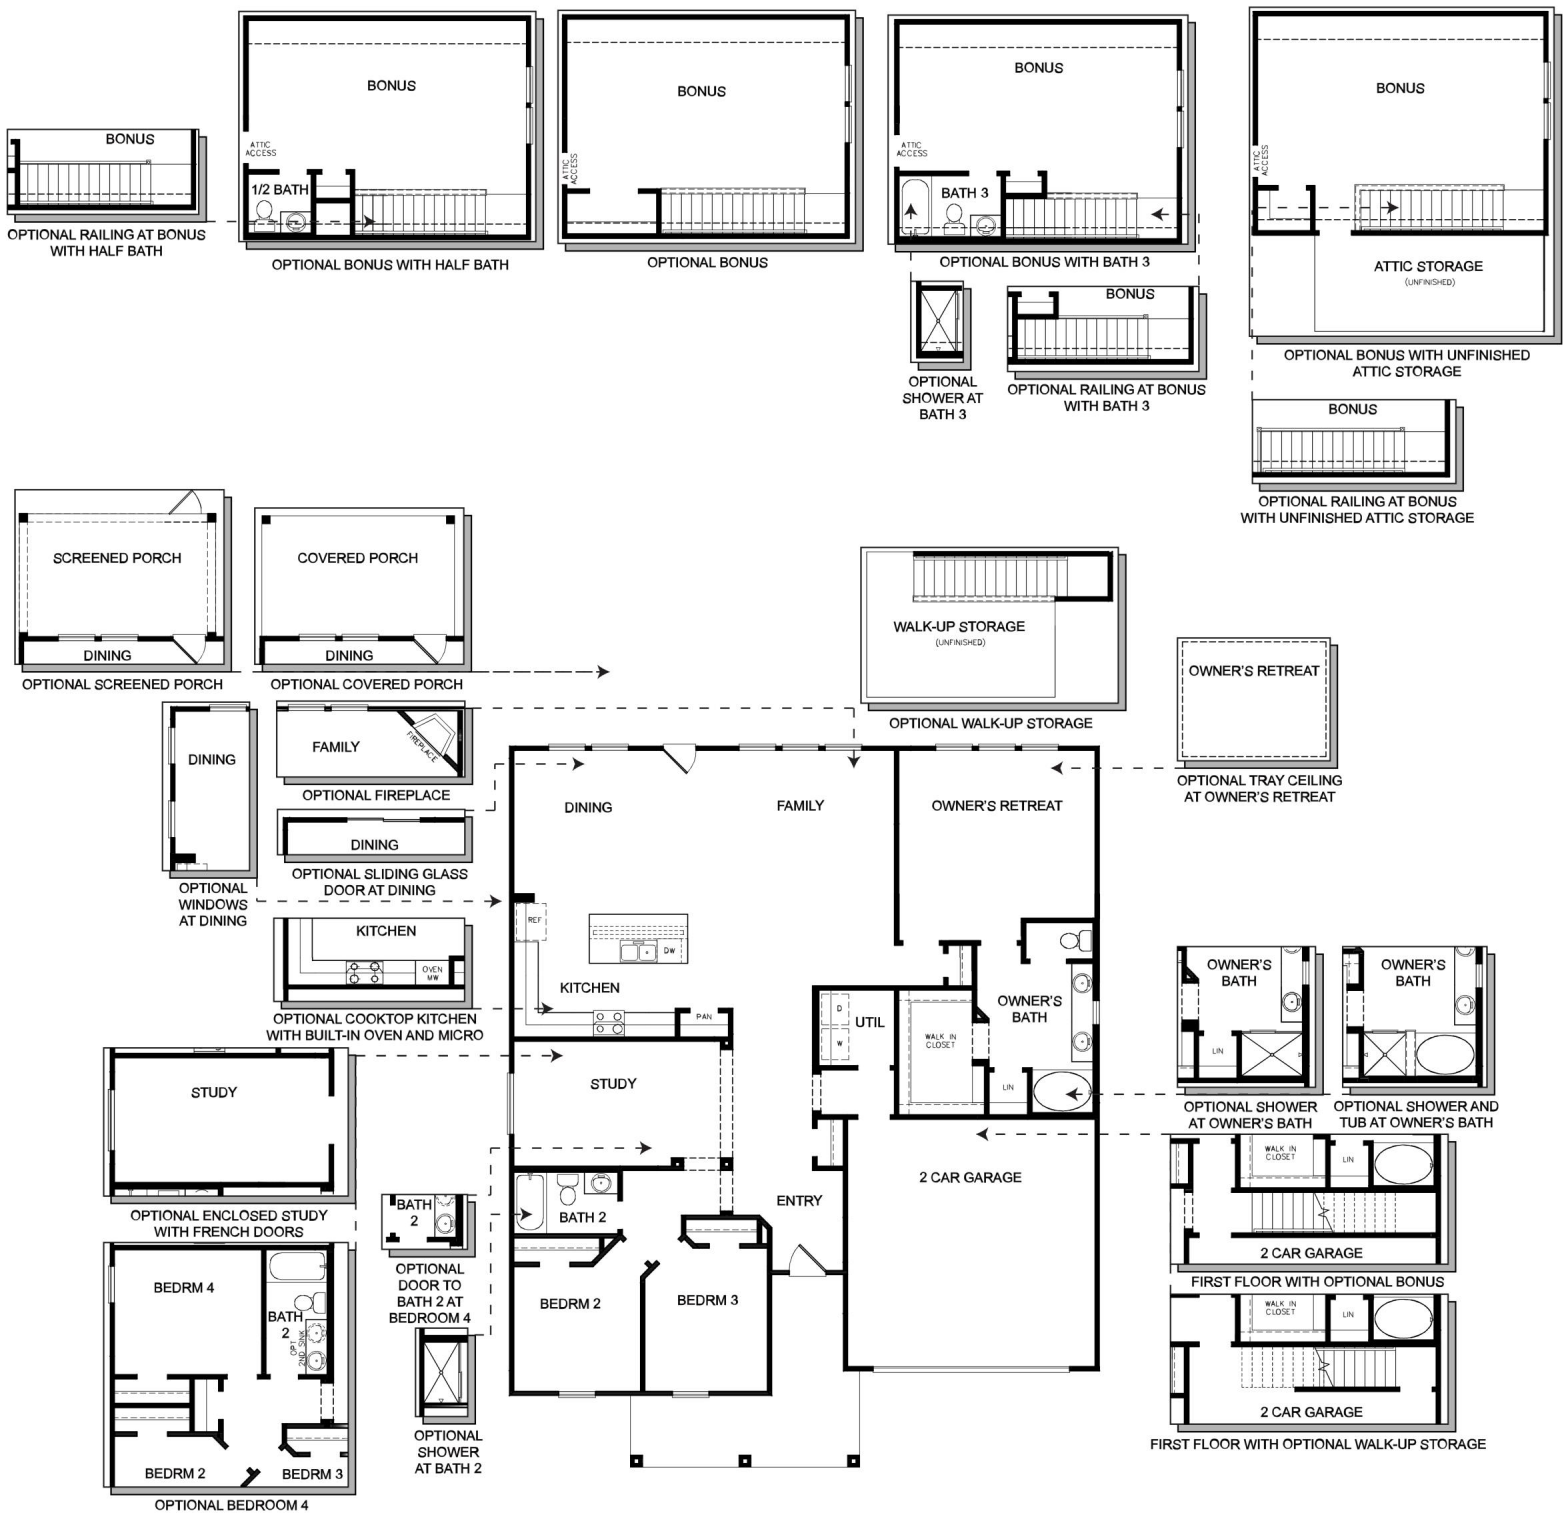 BONUS
OPTIONAL RAILING AT BONUS
WITH HALF BATH
BONUS
ATTIC
ACCESS
1/2 BATH
OPTIONAL BONUS WITH HALF BATH
BONUS
ATTIC
ACCESS
OPTIONAL BONUS
BONUS
ATTIC
ACCESS
BATH 3
OPTIONAL BONUS WITH BATH 3
OPTIONAL
SHOWER AT
BATH 3
BONUS
OPTIONAL RAILING AT BONUS
WITH BATH 3
BONUS
ATTIC
ACCESS
ATTIC STORAGE
(UNFINISHED)
OPTIONAL BONUS WITH UNFINISHED
ATTIC STORAGE
BONUS
OPTIONAL RAILING AT BONUS
WITH UNFINISHED ATTIC STORAGE
SCREENED PORCH
DINING
OPTIONAL SCREENED PORCH
COVERED PORCH
DINING
OPTIONAL COVERED PORCH
WALK-UP STORAGE
(UNFINISHED)
OPTIONAL WALK-UP STORAGE
OWNER'S RETREAT
OPTIONAL TRAY CEILING
AT OWNER'S RETREAT
DINING
OPTIONAL
WINDOWS
AT DINING
FAMILY
FIREPLACE
OPTIONAL FIREPLACE
DINING
OPTIONAL SLIDING GLASS
DOOR AT DINING
KITCHEN
OVEN
MW
OPTIONAL COOKTOP KITCHEN
WITH BUILT-IN OVEN AND MICRO
STUDY
OPTIONAL ENCLOSED STUDY
WITH FRENCH DOORS
BEDRM 4
BATH
2
OPT
2ND SINK
BEDRM 2
BEDRM 3
OPTIONAL BEDROOM 4
BATH
2
OPTIONAL
DOOR TO
BATH 2 AT
BEDROOM 4
OPTIONAL
SHOWER
AT BATH 2
DINING
FAMILY
OWNER'S RETREAT
REF
DW
KITCHEN
PAN
D
W
UTIL
WALK IN
CLOSET
OWNER'S
BATH
LIN
STUDY
BATH 2
ENTRY
2 CAR GARAGE
BEDRM 2
BEDRM 3
OWNER'S
BATH
LIN
OPTIONAL SHOWER
AT OWNER'S BATH
OWNER'S
BATH
OPTIONAL SHOWER AND
TUB AT OWNER'S BATH
WALK IN
CLOSET
LIN
2 CAR GARAGE
FIRST FLOOR WITH OPTIONAL BONUS
WALK IN
CLOSET
LIN
2 CAR GARAGE
FIRST FLOOR WITH OPTIONAL WALK-UP STORAGE